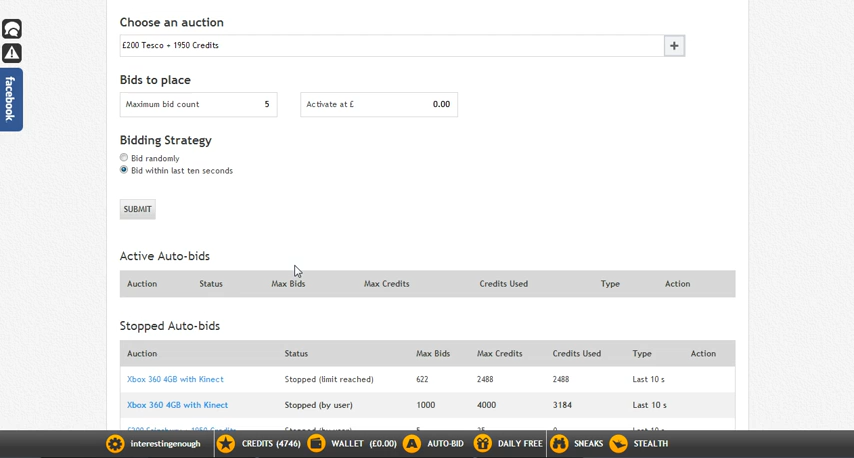 Choose an auction
£200 Tesco + 1950 Credits
+
Bids to place
Maximum bid count 5 Activate at £ 0.00
Bidding Strategy
Bid randomly
Bid within last ten seconds
SUBMIT
Active Auto-bids
Auction Status Max Bids Max Credits Credits Used Type Action
Stopped Auto-bids
Auction Status Max Bids Max Credits Credits Used Type Action
Xbox 360 4GB with Kinect Stopped (limit reached) 622 2488 2488 Last 10 s
Xbox 360 4GB with Kinect Stopped (by user) 1000 4000 3184 Last 10 s
interestingenough CREDITS (4746) WALLET (£0.00) AUTO-BID DAILY FREE SNEAKS STEALTH
facebook